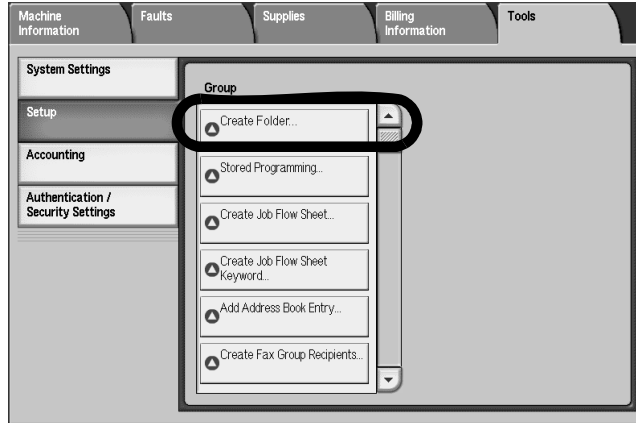 Machine
Information
Faults
Supplies
Billing
Information
Tools
System Settings
Setup
Accounting
Authentication /
Security Settings
Group
Create Folder...
Stored Programming...
Create Job Flow Sheet...
Create Job Flow Sheet
Keyword...
Add Address Book Entry...
Create Fax Group Recipients...